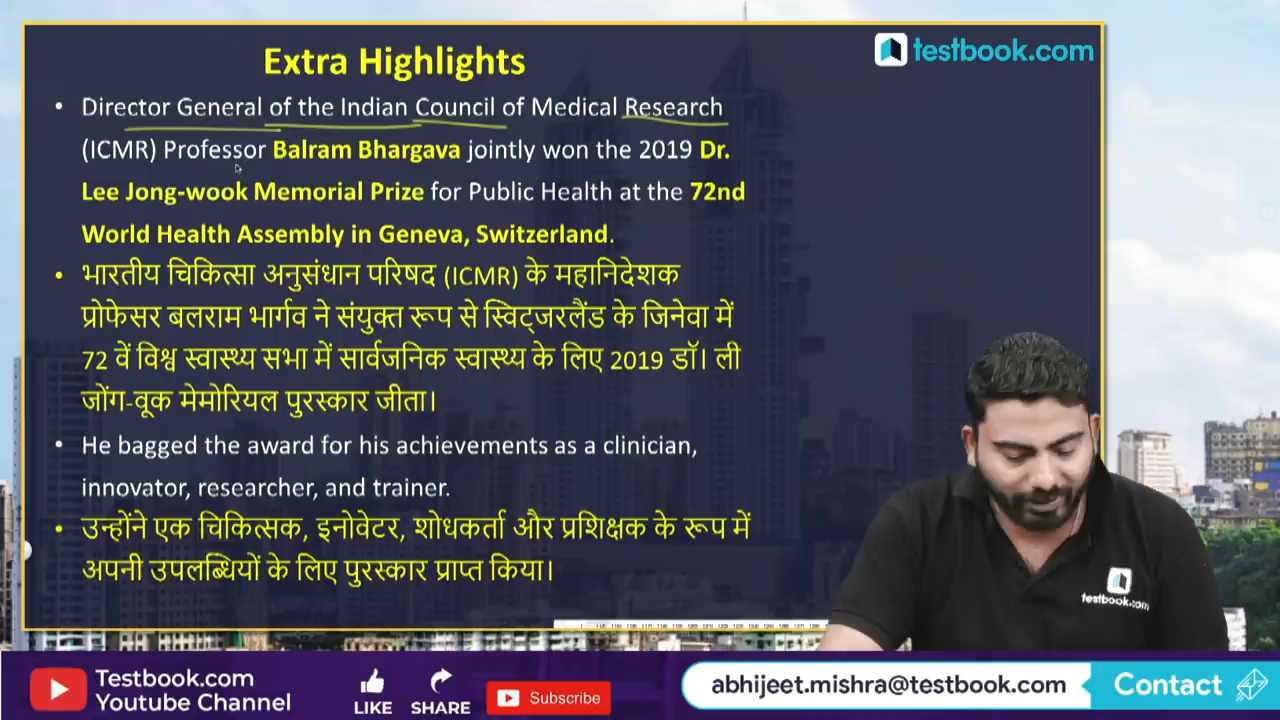 Extra Highlights
testbook.com
• Director General of the Indian Council of Medical Research
(ICMR) Professor Balram Bhargava jointly won the 2019 Dr.
Lee Jong-wook Memorial Prize for Public Health at the 72nd
World Health Assembly in Geneva, Switzerland.
• भारतीय चिकित्सा अनुसंधान परिषद (ICMR) के महानिदेशक
प्रोफेसर बलराम भार्गव ने संयुक्त रूप से स्विट्जरलैंड के जिनेवा में
72 वें विश्व स्वास्थ्य सभा में सार्वजनिक स्वास्थ्य के लिए 2019 डॉ। ली
जोंग-वूक मेमोरियल पुरस्कार जीता।
• He bagged the award for his achievements as a clinician,
innovator, researcher, and trainer.
• उन्होंने एक चिकित्सक, इनोवेटर, शोधकर्ता और प्रशिक्षक के रूप में
अपनी उपलब्धियों के लिए पुरस्कार प्राप्त किया।
testbook.com
Testbook.com
Youtube Channel
LIKE
SHARE
Subscribe
abhijeet.mishra@testbook.com
Contact